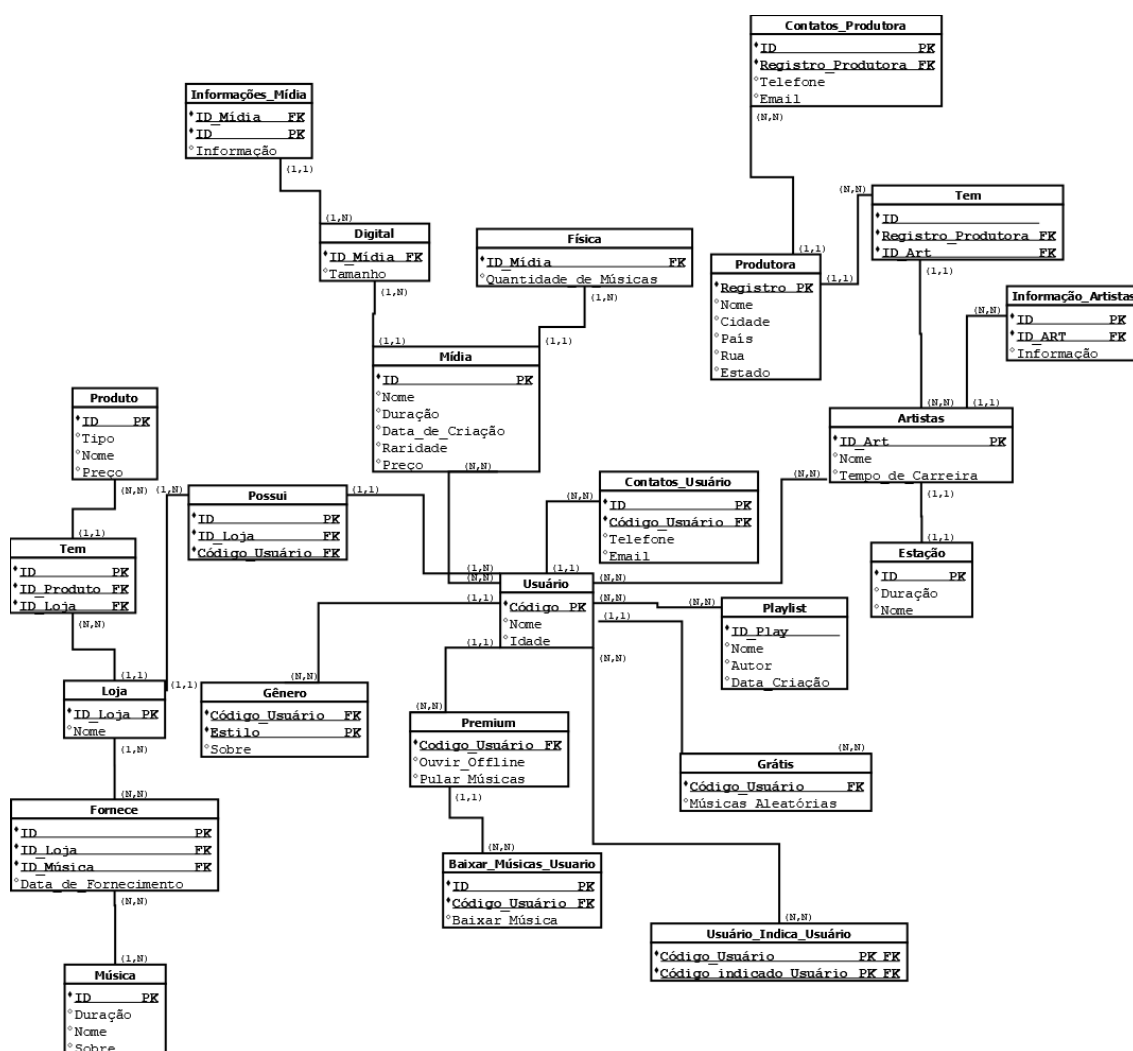 Contatos_Produtora
ID PK
Registro_Produtora FK
Telefone
Email
(N,N)
Informações_Mídia
ID_Mídia FK
ID PK
Informação
(1,1)
(1,N)
Digital
ID_Mídia FK
Tamanho
(1,N)
Física
ID_Mídia FK
Quantidade_de_Músicas
(1,N)
(N,N)
Tem
ID
Registro_Produtora FK
ID_Art FK
(1,1)
(1,1)
Produtora
(1,1)
Registro PK
Nome
Cidade
País
Rua
Estado
Informação_Artistas
(N,N)
ID PK
ID_ART FK
Informação
(1,1)
(1,1)
Mídia
ID PK
Nome
Duração
Data_de_Criação
Raridade
Preço
(N,N)
Produto
ID PK
Tipo
Nome
Preço
(N,N)
(N,N)
(1,1)
Artistas
ID_Art PK
Nome
Tempo_de_Carreira
(N,N)
(1,1)
(1,N)
Possui
(1,1)
ID PK
ID_Loja FK
Código_Usuário FK
Contatos_Usuário
(N,N)
ID PK
Código_Usuário FK
Telefone
Email
(1,1)
Tem
ID PK
ID_Produto FK
ID_Loja FK
(N,N)
(1,1)
Estação
ID PK
Duração
Nome
(1,N)
(1,1)
(N,N)
Usuário
(N,N)
Código PK
Nome
Idade
(1,1)
(N,N)
(1,1)
(1,1)
(N,N)
(N,N)
Playlist
ID_Play
Nome
Autor
Data_Criação
(1,1)
(1,1)
Loja
ID_Loja PK
Nome
(1,N)
(N,N)
Gênero
Código_Usuário FK
Estilo PK
Sobre
(N,N)
Premium
Codigo_Usuário FK
Ouvir_Offline
Pular_Músicas
(1,1)
(N,N)
Grátis
Código_Usuário FK
Músicas_Aleatórias
(N,N)
Fornece
ID PK
ID_Loja FK
ID_Música FK
Data_de_Fornecimento
(N,N)
(N,N)
Baixar_Músicas_Usuario
ID PK
Código_Usuário FK
Baixar_Música
(N,N)
Usuário_Indica_Usuário
Código_Usuário PK FK
Código_indicado_Usuário PK FK
(1,N)
Música
ID PK
Duração
Nome
Sobre